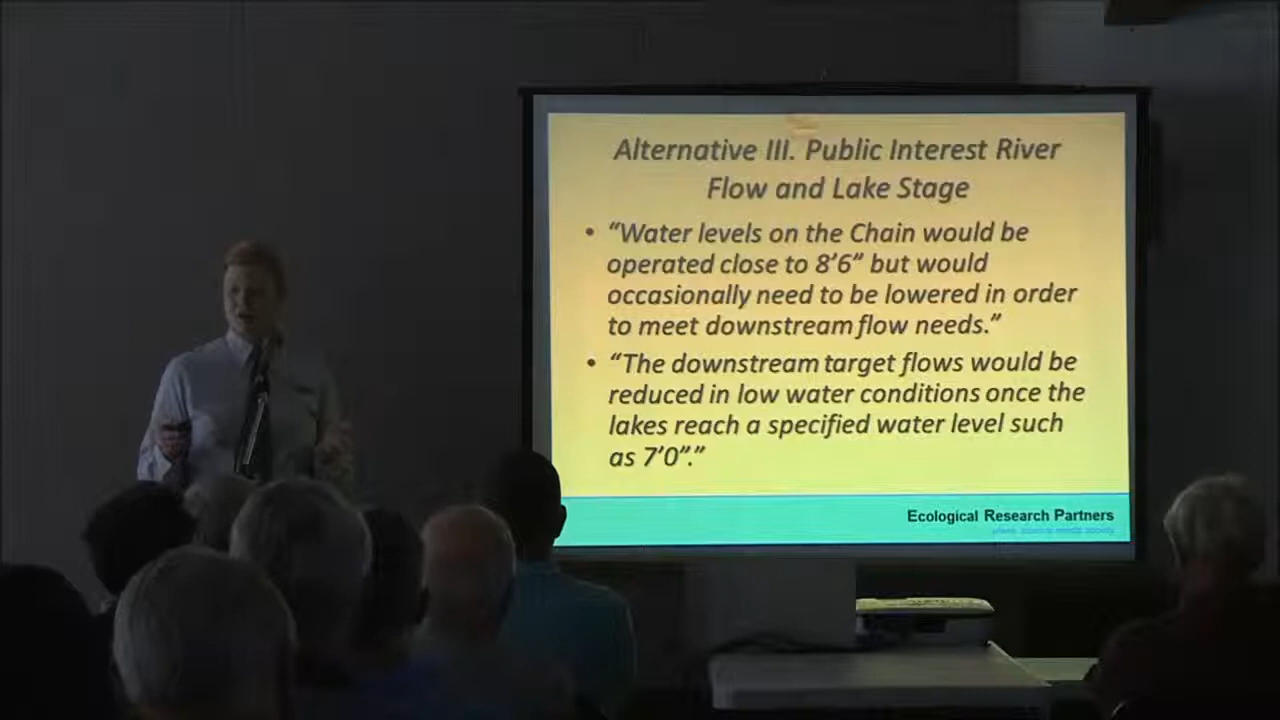 Alternative III. Public Interest River
Flow and Lake Stage
• “Water levels on the Chain would be
operated close to 8’6” but would
occasionally need to be lowered in order
to meet downstream flow needs.”
• “The downstream target flows would be
reduced in low water conditions once the
lakes reach a specified water level such
as 7’0”.”
Ecological Research Partners